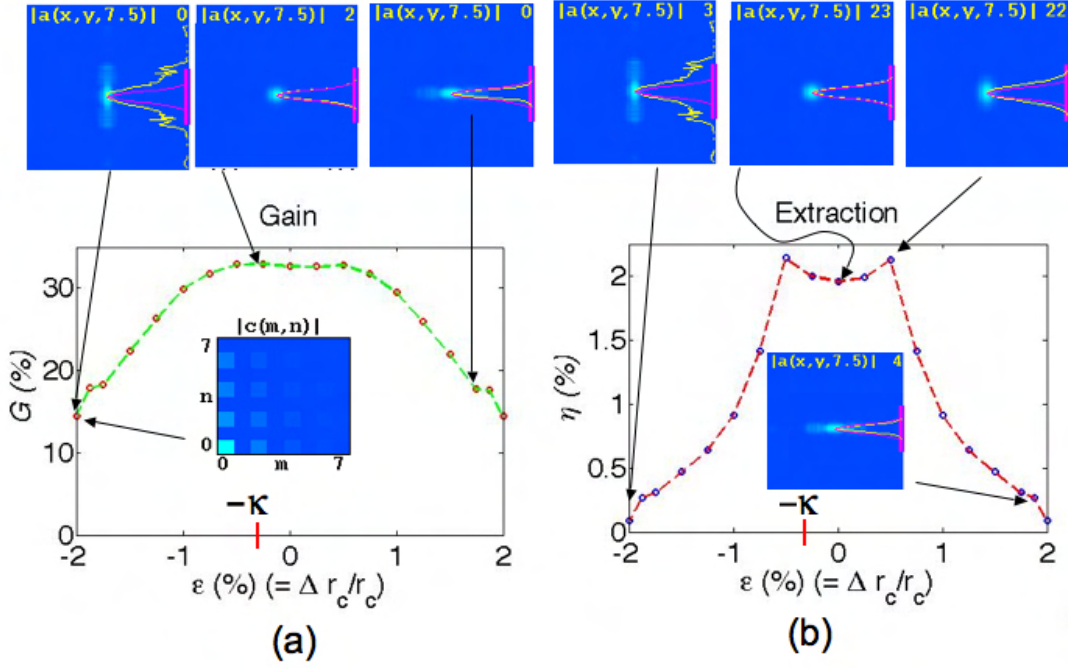 |a(x,y,7.5)| 0
|a(x,y,7.5)| 2
|a(x,y,7.5)| 0
|a(x,y,7.5)| 3
|a(x,y,7.5)| 23
|a(x,y,7.5)| 22
Gain
G (%)
30
20
10
0
|c(m,n)|
7
n
0
0 m 7
-κ
-2 -1 0 1 2
ε (%) (= Δ r_c/r_c)
(a)
Extraction
η (%)
2
1.5
1
0.5
0
|a(x,y,7.5)| 4
-κ
-2 -1 0 1 2
ε (%) (= Δ r_c/r_c)
(b)